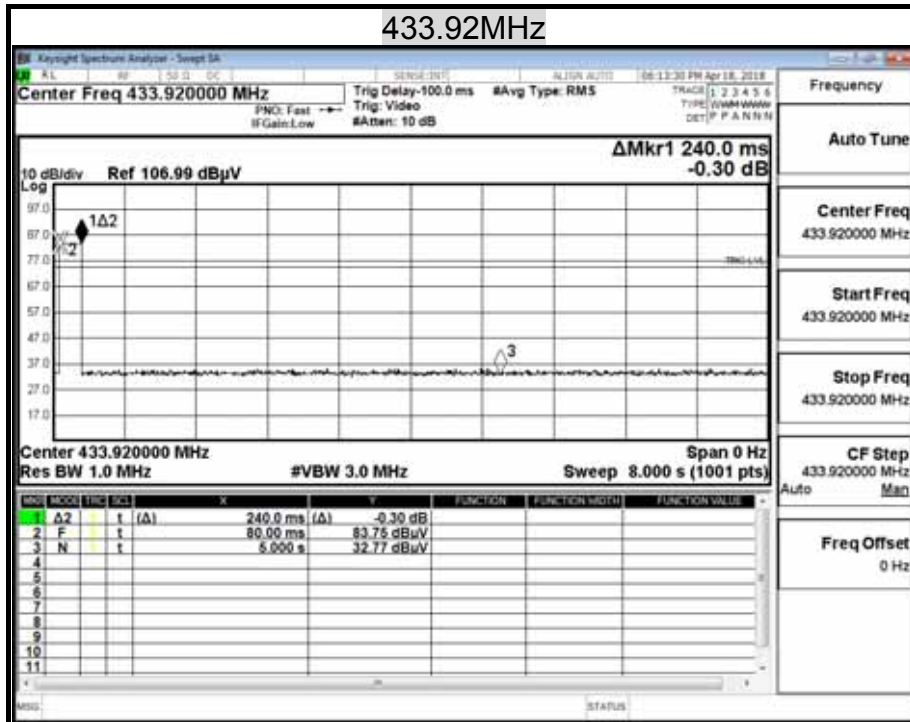 433.92MHz
Keysight Spectrum Analyzer - Swept SA
RL RF 50 Ω DC SENSE:INT ALIGN AUTO 06:13:30 PM Apr 18, 2018
Center Freq 433.920000 MHz
PNO: Fast
IFGain:Low
Trig Delay-100.0 ms
Trig: Video
#Atten: 10 dB
#Avg Type: RMS
TRACE 1 2 3 4 5 6
TYPE
DET P P A N N N
ΔMkr1 240.0 ms
-0.30 dB
10 dB/div Ref 106.99 dBµV
Log
97.0
87.0
77.0
67.0
57.0
47.0
37.0
27.0
17.0
1Δ2
2
TRIG LVL
3
Center 433.920000 MHz Span 0 Hz
Res BW 1.0 MHz #VBW 3.0 MHz Sweep 8.000 s (1001 pts)
MKR MODE TRC SCL X Y FUNCTION FUNCTION WIDTH FUNCTION VALUE
1 Δ2 1 t (Δ) 240.0 ms (Δ) -0.30 dB
2 F 1 t 80.00 ms 83.75 dBµV
3 N 1 t 5.000 s 32.77 dBµV
4
5
6
7
8
9
10
11
MSG STATUS
Frequency
Auto Tune
Center Freq
433.920000 MHz
Start Freq
433.920000 MHz
Stop Freq
433.920000 MHz
CF Step
433.920000 MHz
Auto Man
Freq Offset
0 Hz